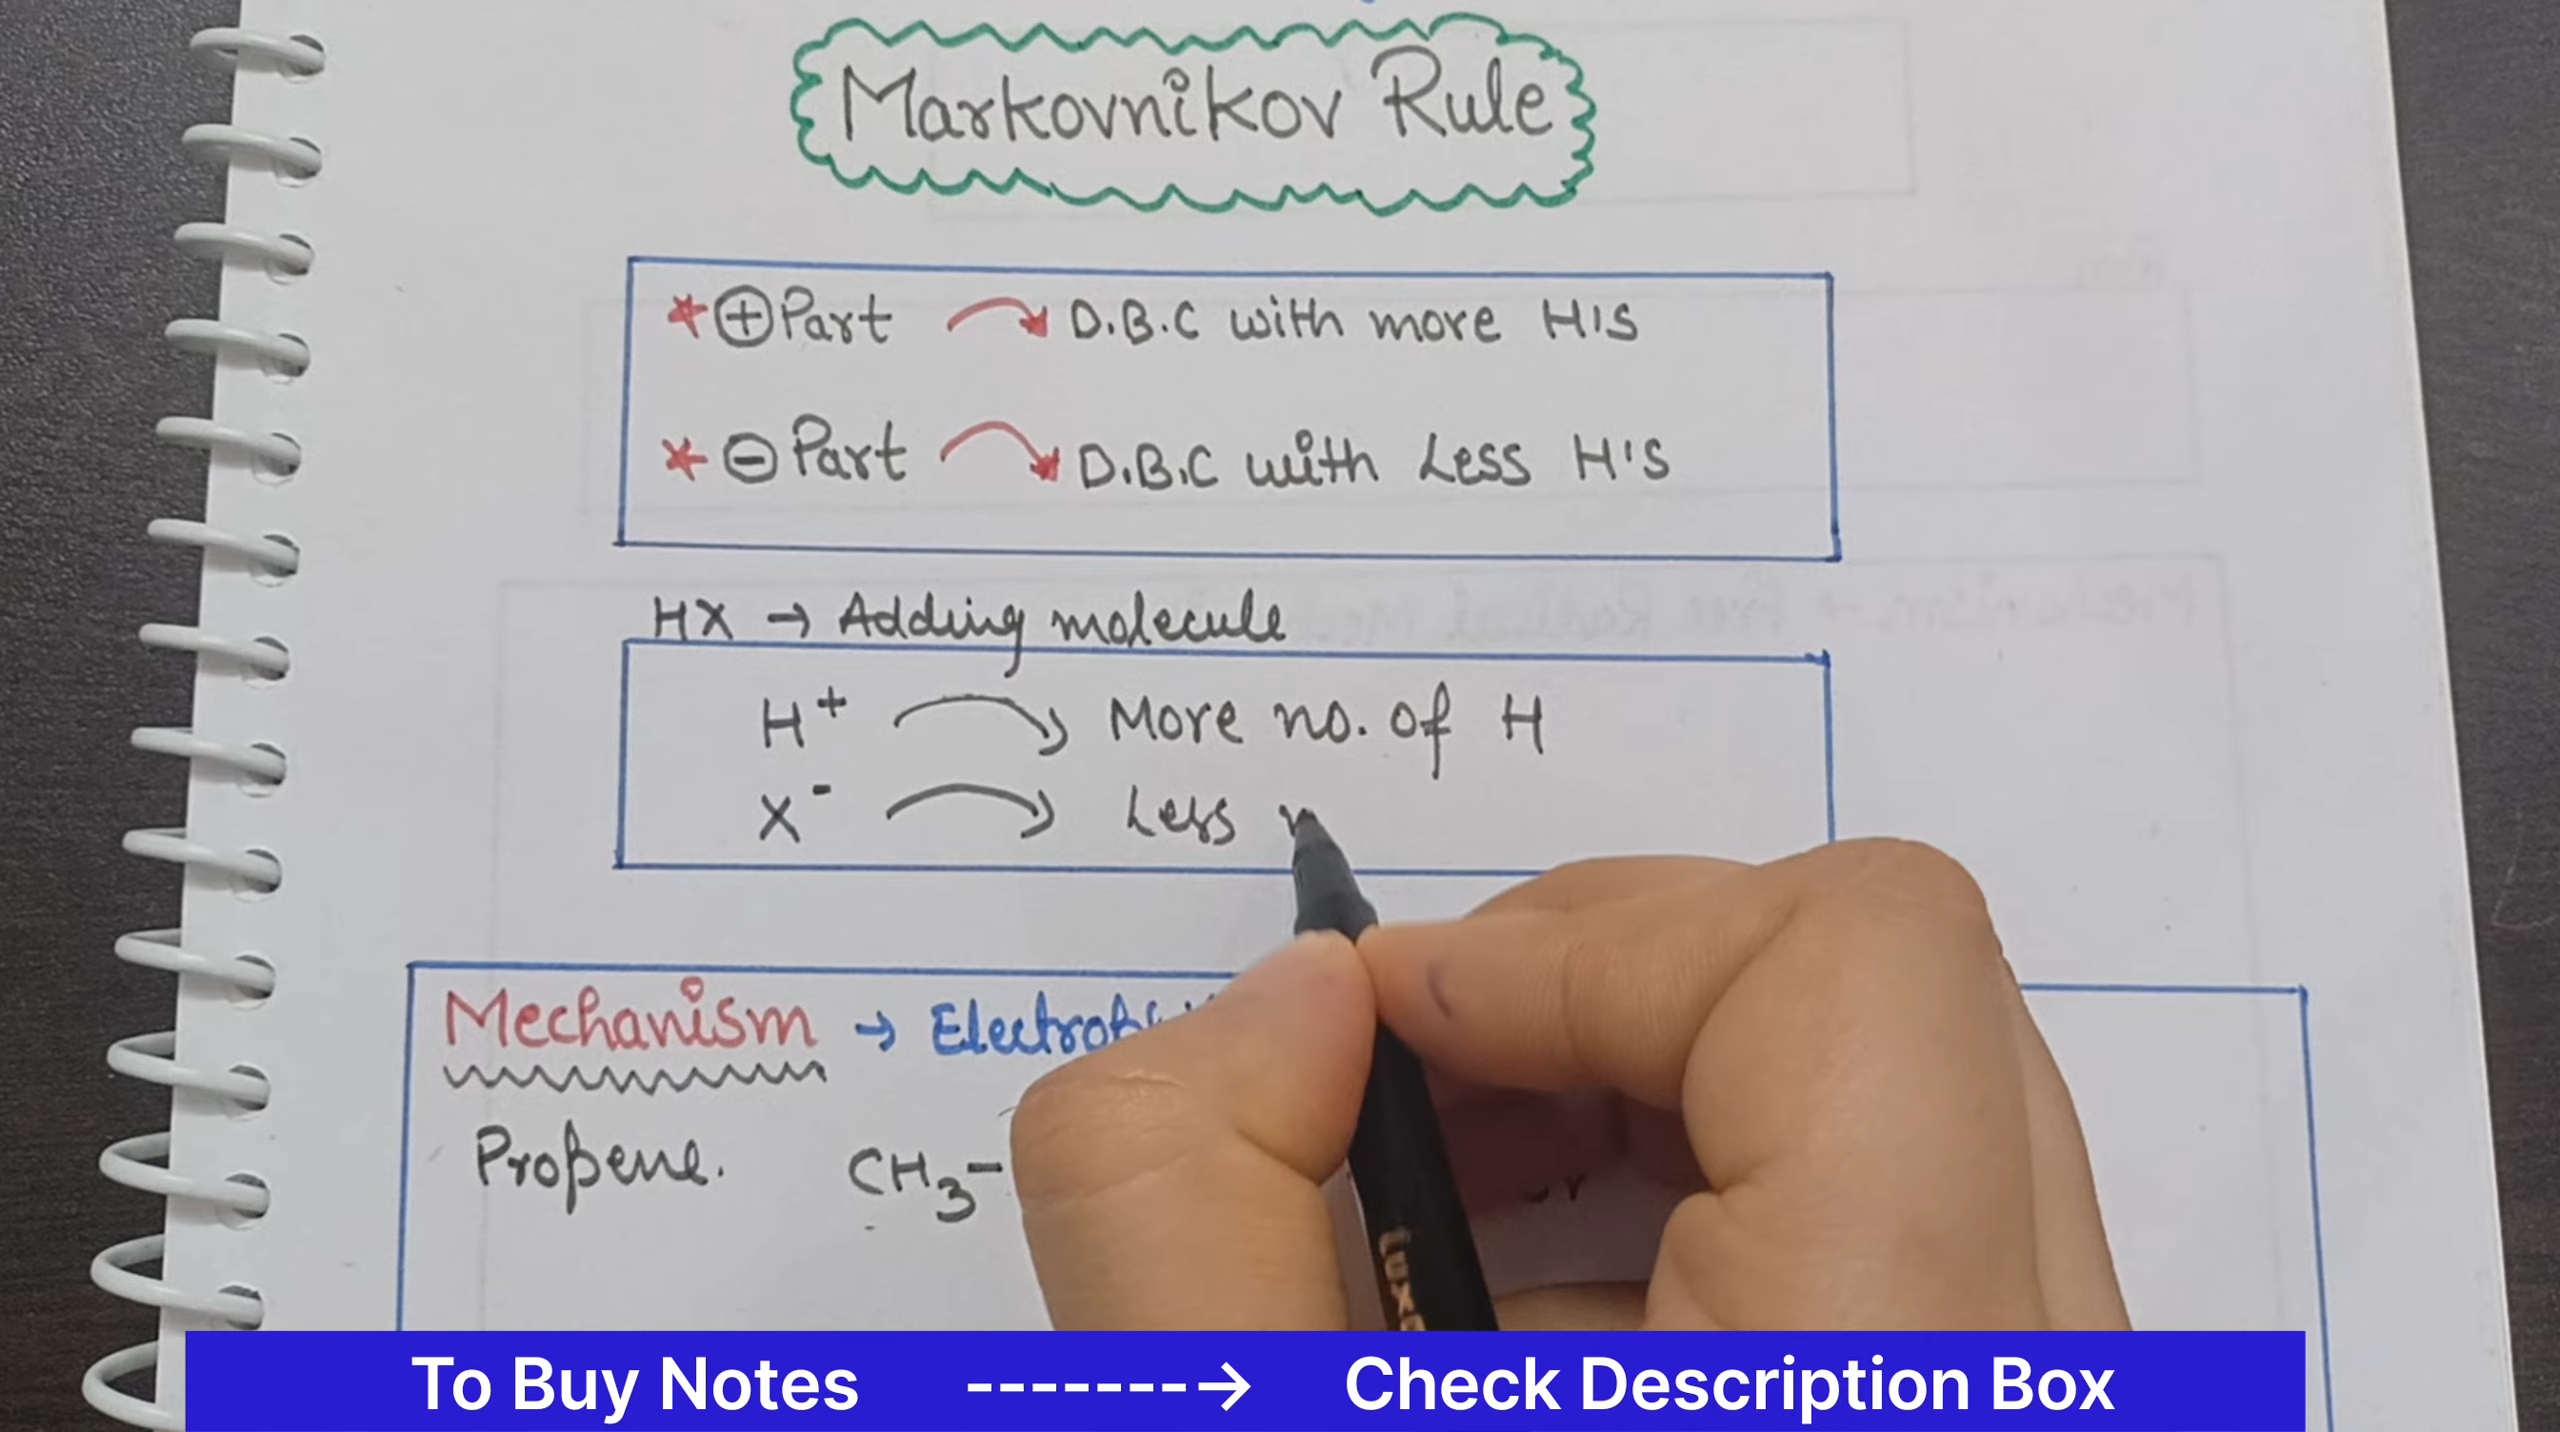 Markovnikov Rule
* ⊕ Part → D.B.C with more H's
* ⊖ Part → D.B.C with Less H's
HX → Adding molecule
H⁺ → More no. of H
X⁻ → Less
Mechanism →
Propene. CH₃-
To Buy Notes -------→ Check Description Box